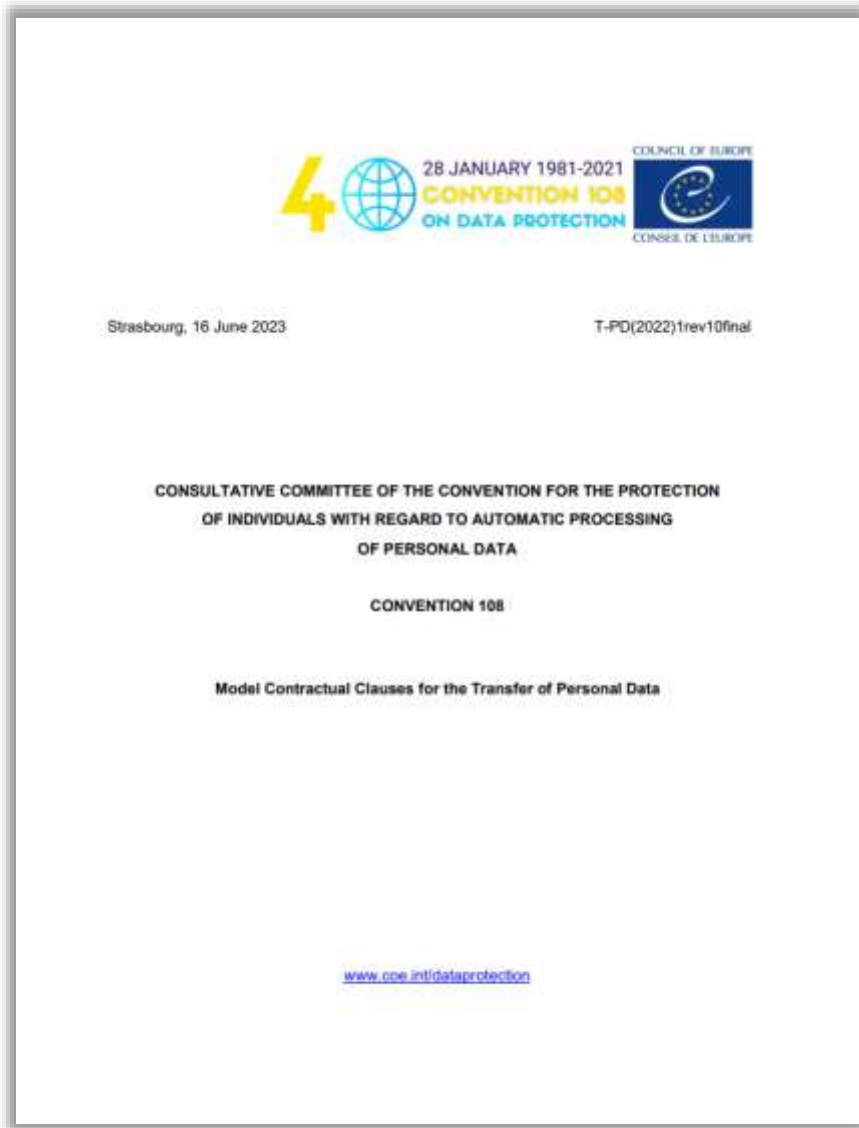 4
28 JANUARY 1981-2021
CONVENTION 108
ON DATA PROTECTION
COUNCIL OF EUROPE
CONSEIL DE L'EUROPE
Strasbourg, 16 June 2023
T-PD(2022)1rev10final
CONSULTATIVE COMMITTEE OF THE CONVENTION FOR THE PROTECTION
OF INDIVIDUALS WITH REGARD TO AUTOMATIC PROCESSING
OF PERSONAL DATA
CONVENTION 108
Model Contractual Clauses for the Transfer of Personal Data
www.coe.int/dataprotection